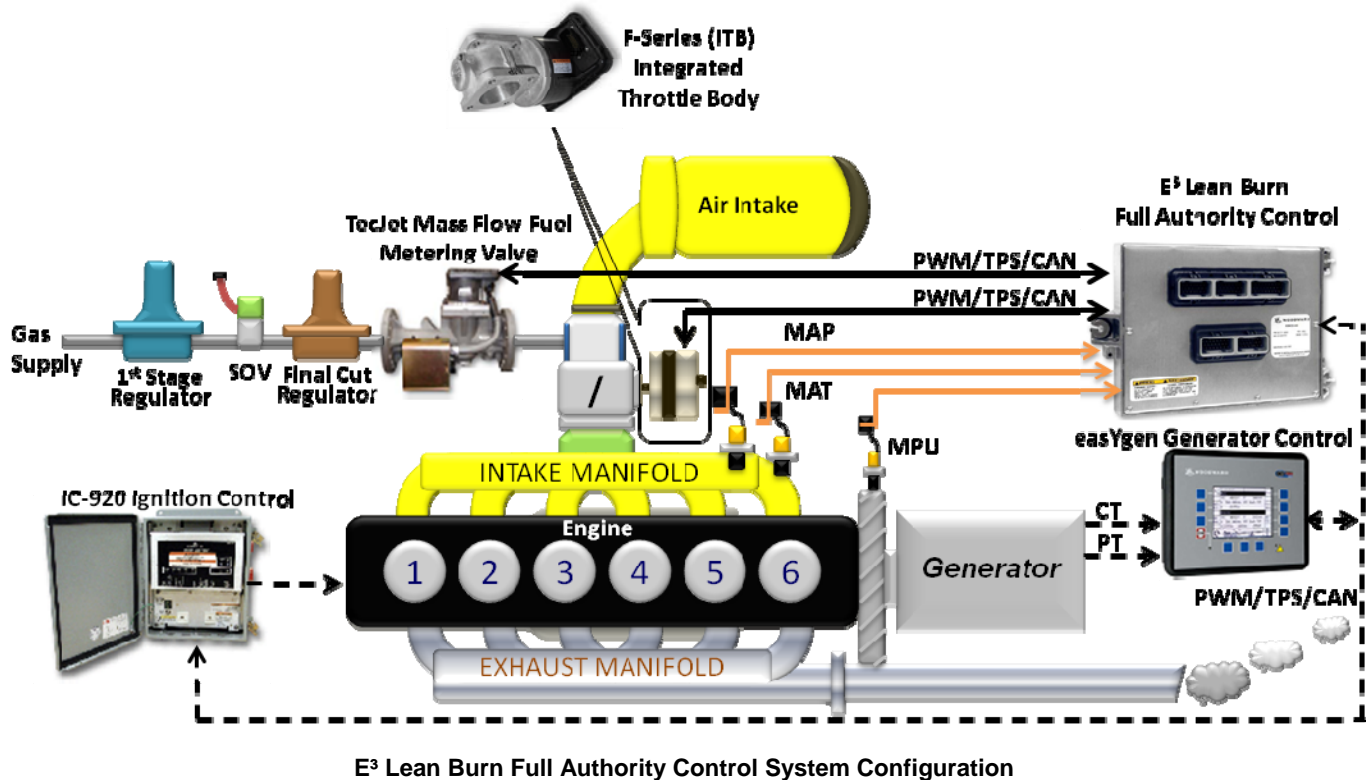 F-Series (ITB)
Integrated
Throttle Body
Air Intake
E³ Lean Burn
Full Authority Control
TecJet Mass Flow Fuel
Metering Valve
PWM/TPS/CAN
PWM/TPS/CAN
Gas
Supply
1st Stage
Regulator
SOV
Final Cut
Regulator
MAP
MAT
MPU
/
easYgen Generator Control
INTAKE MANIFOLD
IC-920 Ignition Control
Engine
1 2 3 4 5 6
CT
PT
Generator
PWM/TPS/CAN
EXHAUST MANIFOLD
E³ Lean Burn Full Authority Control System Configuration